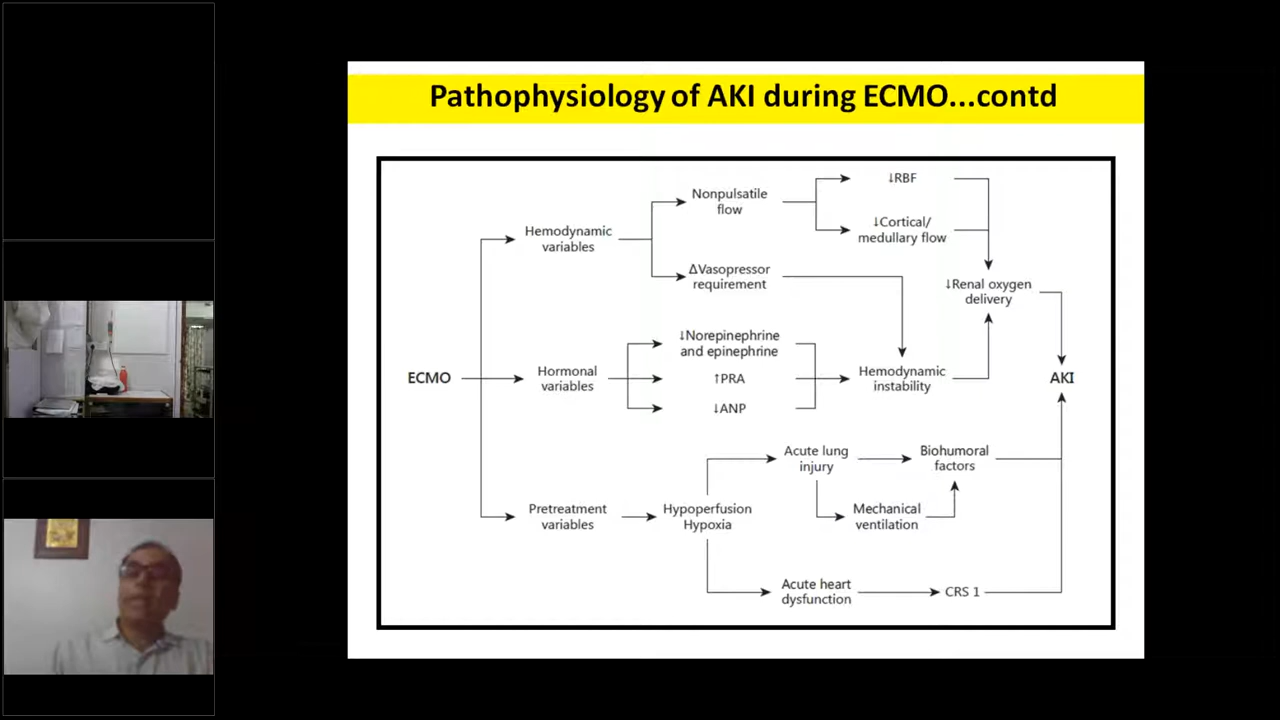 Pathophysiology of AKI during ECMO...contd
↓RBF
Nonpulsatile
flow
↓Cortical/
medullary flow
Hemodynamic
variables
ΔVasopressor
requirement
↓Renal oxygen
delivery
↓Norepinephrine
and epinephrine
ECMO
Hormonal
variables
↑PRA
Hemodynamic
instability
AKI
↓ANP
Acute lung
injury
Biohumoral
factors
Pretreatment
variables
Hypoperfusion
Hypoxia
Mechanical
ventilation
Acute heart
dysfunction
CRS 1